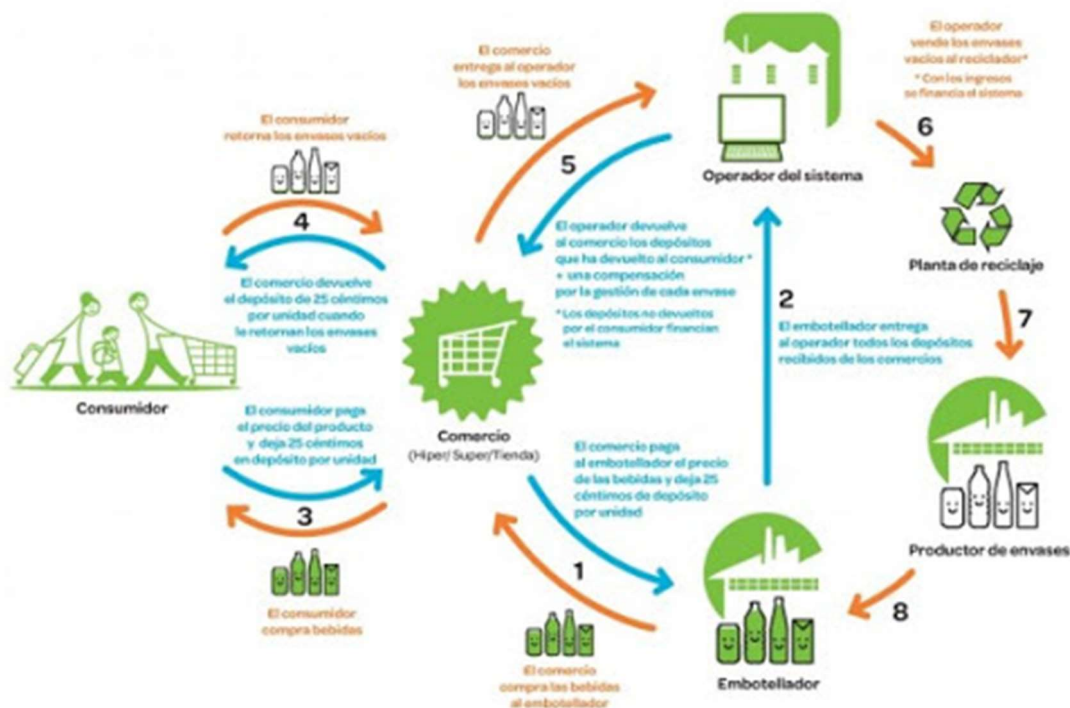 El comercio
entrega al operador
los envases vacíos
El operador
vende los envases
vacíos al reciclador*
* Con los ingresos
se financia el sistema
El consumidor
retorna los envases vacíos
6
5
Operador del sistema
4
El operador devuelve
al comercio los depósitos
que ha devuelto al consumidor *
+ una compensación
por la gestión de cada envase
* Los depósitos no devueltos
por el consumidor financian
el sistema
Planta de reciclaje
El comercio devuelve
el depósito de 25 céntimos
por unidad cuando
le retornan los envases
vacíos
2
7
El embotellador entrega
al operador todos los depósitos
recibidos de los comercios
Consumidor
El consumidor paga
el precio del producto
y deja 25 céntimos
en depósito por unidad
Comercio
(Hiper/ Super/Tienda)
El comercio paga
al embotellador el precio
de las bebidas y deja 25
céntimos de depósito
por unidad
3
Productor de envases
1
8
El consumidor
compra bebidas
El comercio
compra las bebidas
al embotellador
Embotellador